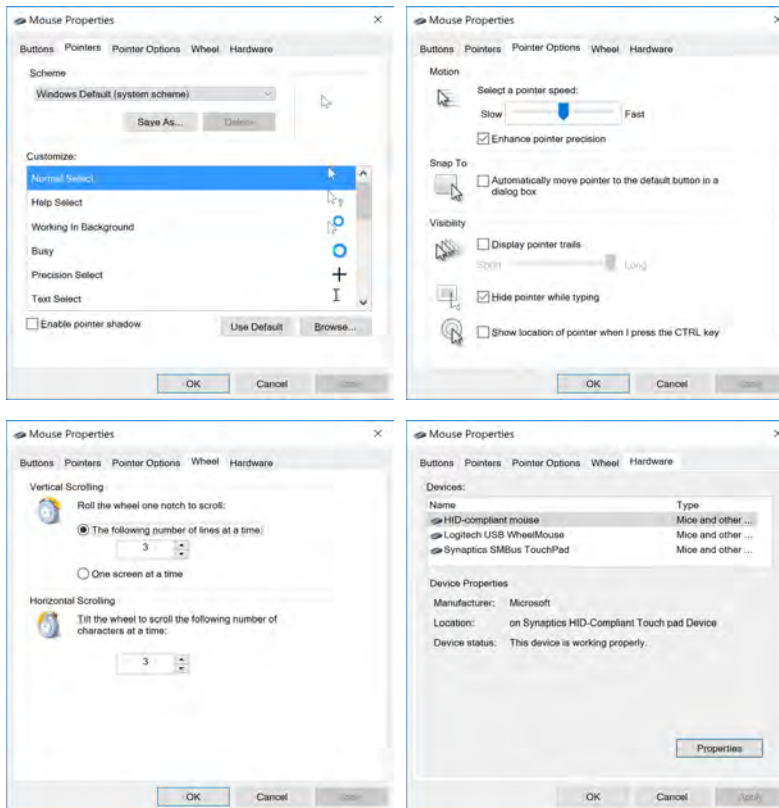 Mouse Properties
Buttons Pointers Pointer Options Wheel Hardware
Scheme
Windows Default (system scheme)
Save As... Delete
Customize:
Normal Select
Help Select
Working In Background
Busy
Precision Select
Text Select
Enable pointer shadow
Use Default Browse...
OK Cancel Apply
Mouse Properties
Buttons Pointers Pointer Options Wheel Hardware
Motion
Select a pointer speed:
Slow Fast
Enhance pointer precision
Snap To
Automatically move pointer to the default button in a
dialog box
Visibility
Display pointer trails
Short Long
Hide pointer while typing
Show location of pointer when I press the CTRL key
OK Cancel Apply
Mouse Properties
Buttons Pointers Pointer Options Wheel Hardware
Vertical Scrolling
Roll the wheel one notch to scroll:
The following number of lines at a time:
3
One screen at a time
Horizontal Scrolling
Tilt the wheel to scroll the following number of
characters at a time:
3
OK Cancel Apply
Mouse Properties
Buttons Pointers Pointer Options Wheel Hardware
Devices:
Name Type
HID-compliant mouse Mice and other ...
Logitech USB WheelMouse Mice and other ...
Synaptics SMBus TouchPad Mice and other ...
Device Properties
Manufacturer: Microsoft
Location: on Synaptics HID-Compliant Touch pad Device
Device status: This device is working properly.
Properties
OK Cancel Apply